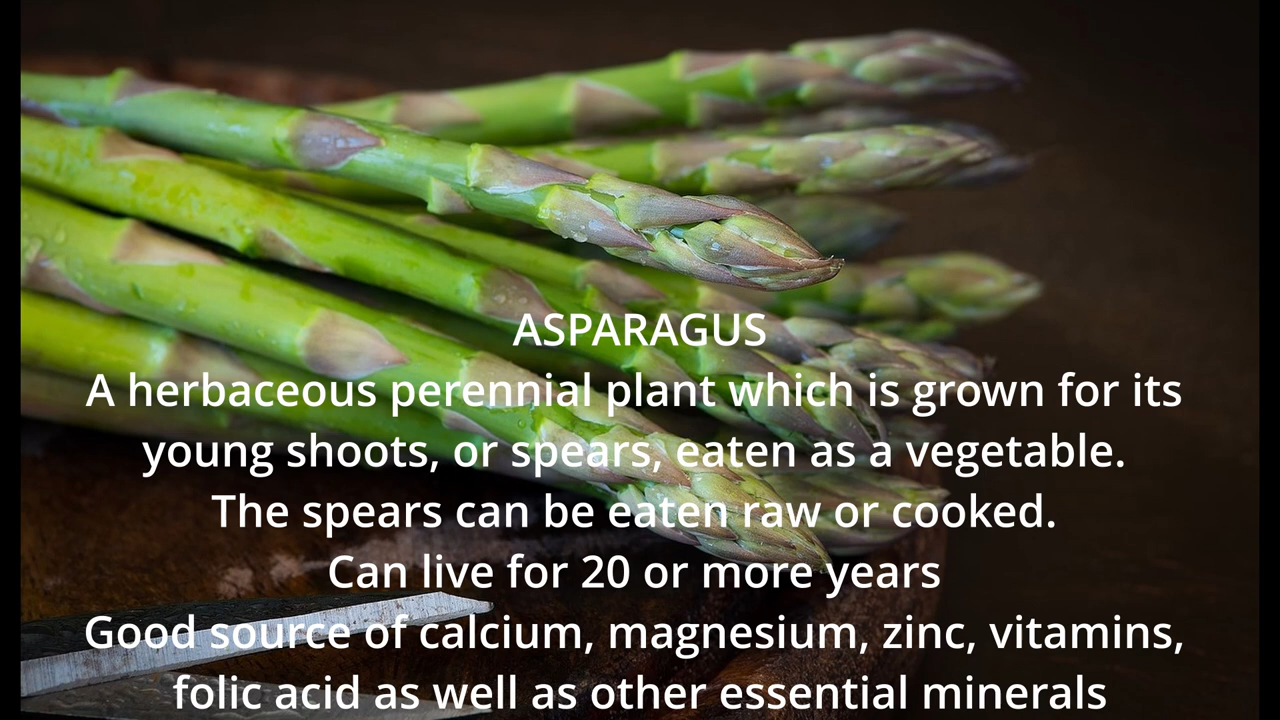 ASPARAGUS
A herbaceous perennial plant which is grown for its
young shoots, or spears, eaten as a vegetable.
The spears can be eaten raw or cooked.
Can live for 20 or more years
Good source of calcium, magnesium, zinc, vitamins,
folic acid as well as other essential minerals